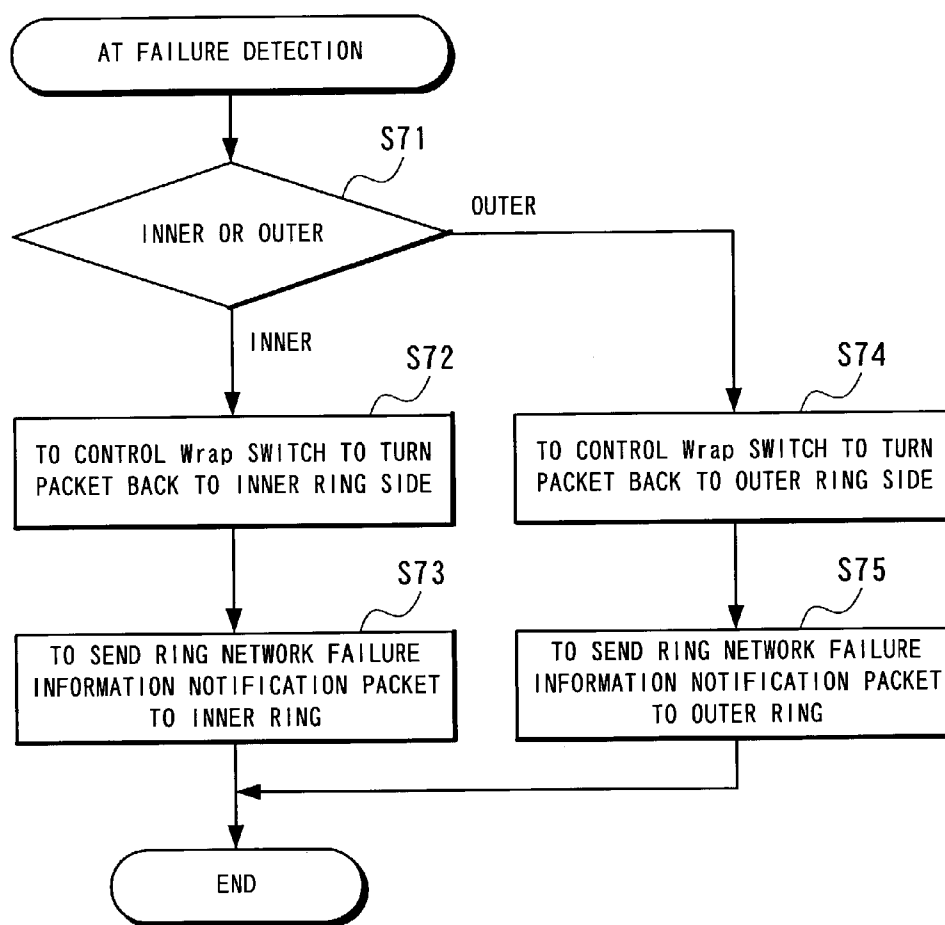 AT FAILURE DETECTION
S71
INNER OR OUTER
OUTER
INNER
S72
TO CONTROL Wrap SWITCH TO TURN
PACKET BACK TO INNER RING SIDE
S74
TO CONTROL Wrap SWITCH TO TURN
PACKET BACK TO OUTER RING SIDE
S73
TO SEND RING NETWORK FAILURE
INFORMATION NOTIFICATION PACKET
TO INNER RING
S75
TO SEND RING NETWORK FAILURE
INFORMATION NOTIFICATION PACKET
TO OUTER RING
END